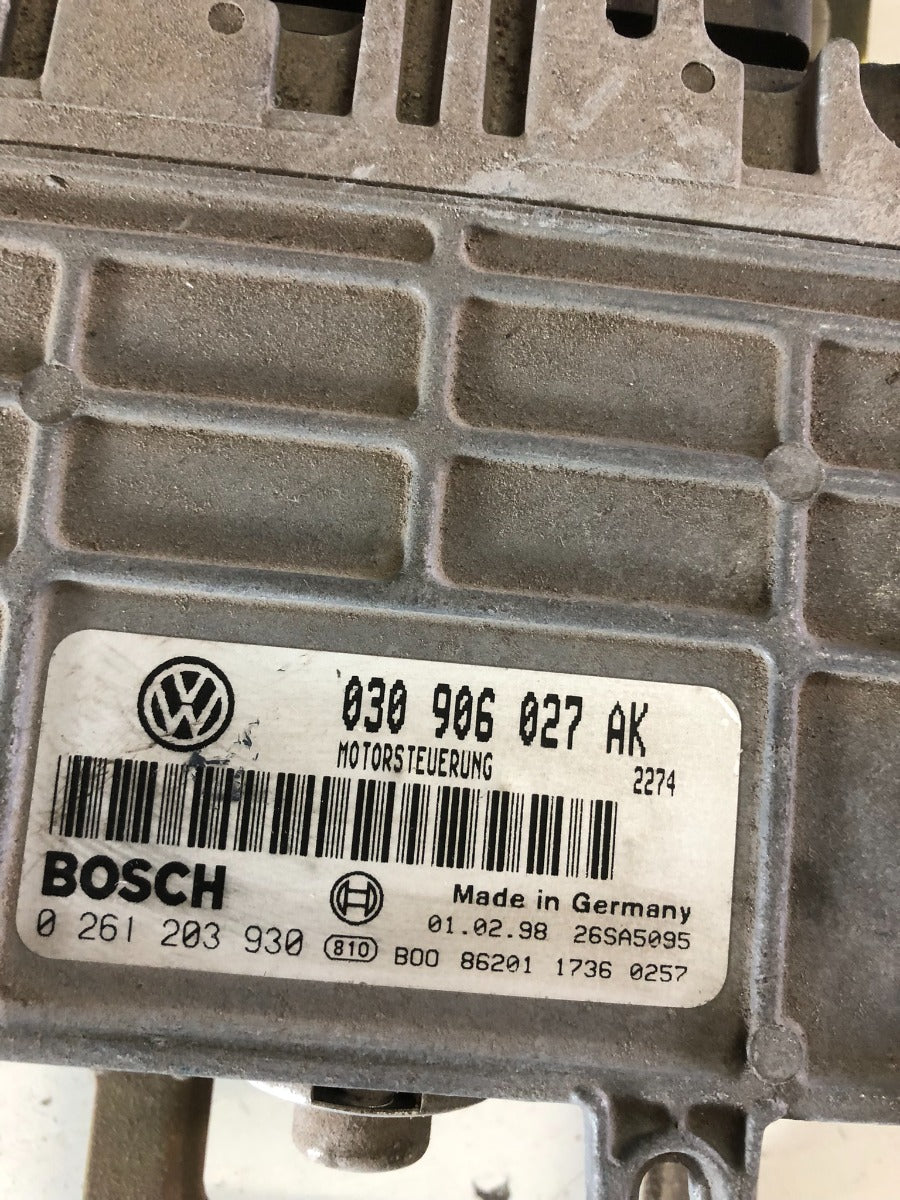 030 906 027 AK
MOTORSTEUERUNG 2274
BOSCH
Made in Germany
0 261 203 930
01.02.98 26SA5095
810 B00 86201 1736 0257